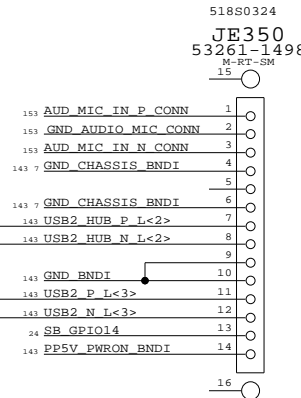 518S0324
JE350
53261-1498
M-RT-SM
15
153 AUD_MIC_IN_P_CONN 1
153 GND_AUDIO_MIC_CONN 2
153 AUD_MIC_IN_N_CONN 3
143 7 GND_CHASSIS_BNDI 4
5
143 7 GND_CHASSIS_BNDI 6
143 USB2_HUB_P_L<2> 7
143 USB2_HUB_N_L<2> 8
9
143 GND_BNDI 10
143 USB2_P_L<3> 11
143 USB2_N_L<3> 12
24 SB_GPIO14 13
143 PP5V_PWRON_BNDI 14
16